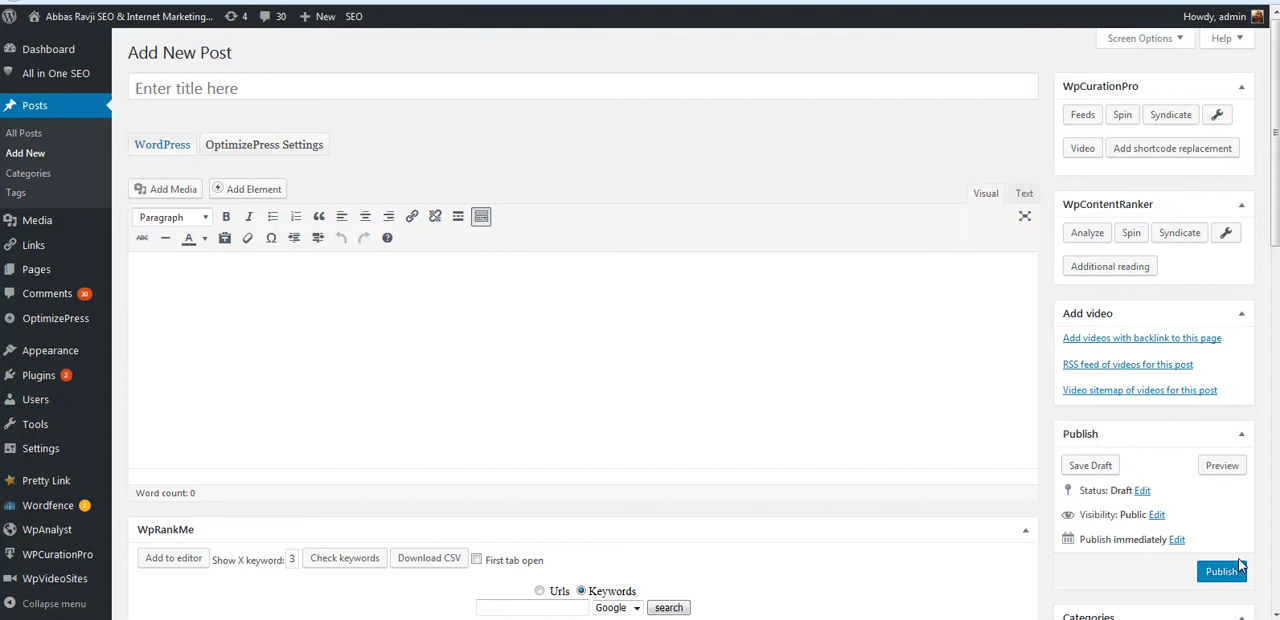 Abbas Ravji SEO & Internet Marketing... 4 30 + New SEO Howdy, admin
Screen Options Help
Dashboard
All in One SEO
Posts
All Posts
Add New
Categories
Tags
Media
Links
Pages
Comments 30
OptimizePress
Appearance
Plugins 2
Users
Tools
Settings
Pretty Link
Wordfence 2
WpAnalyst
WPCurationPro
WpVideoSites
Collapse menu
Add New Post
Enter title here
WordPress OptimizePress Settings
Add Media Add Element
Visual Text
Paragraph B I
ABC A Ω
Word count: 0
WpRankMe
Add to editor Show X keyword: 3 Check keywords Download CSV First tab open
Urls Keywords
Google search
WpCurationPro
Feeds Spin Syndicate
Video Add shortcode replacement
WpContentRanker
Analyze Spin Syndicate
Additional reading
Add video
Add videos with backlink to this page
RSS feed of videos for this post
Video sitemap of videos for this post
Publish
Save Draft Preview
Status: Draft Edit
Visibility: Public Edit
Publish immediately Edit
Publish
Categories